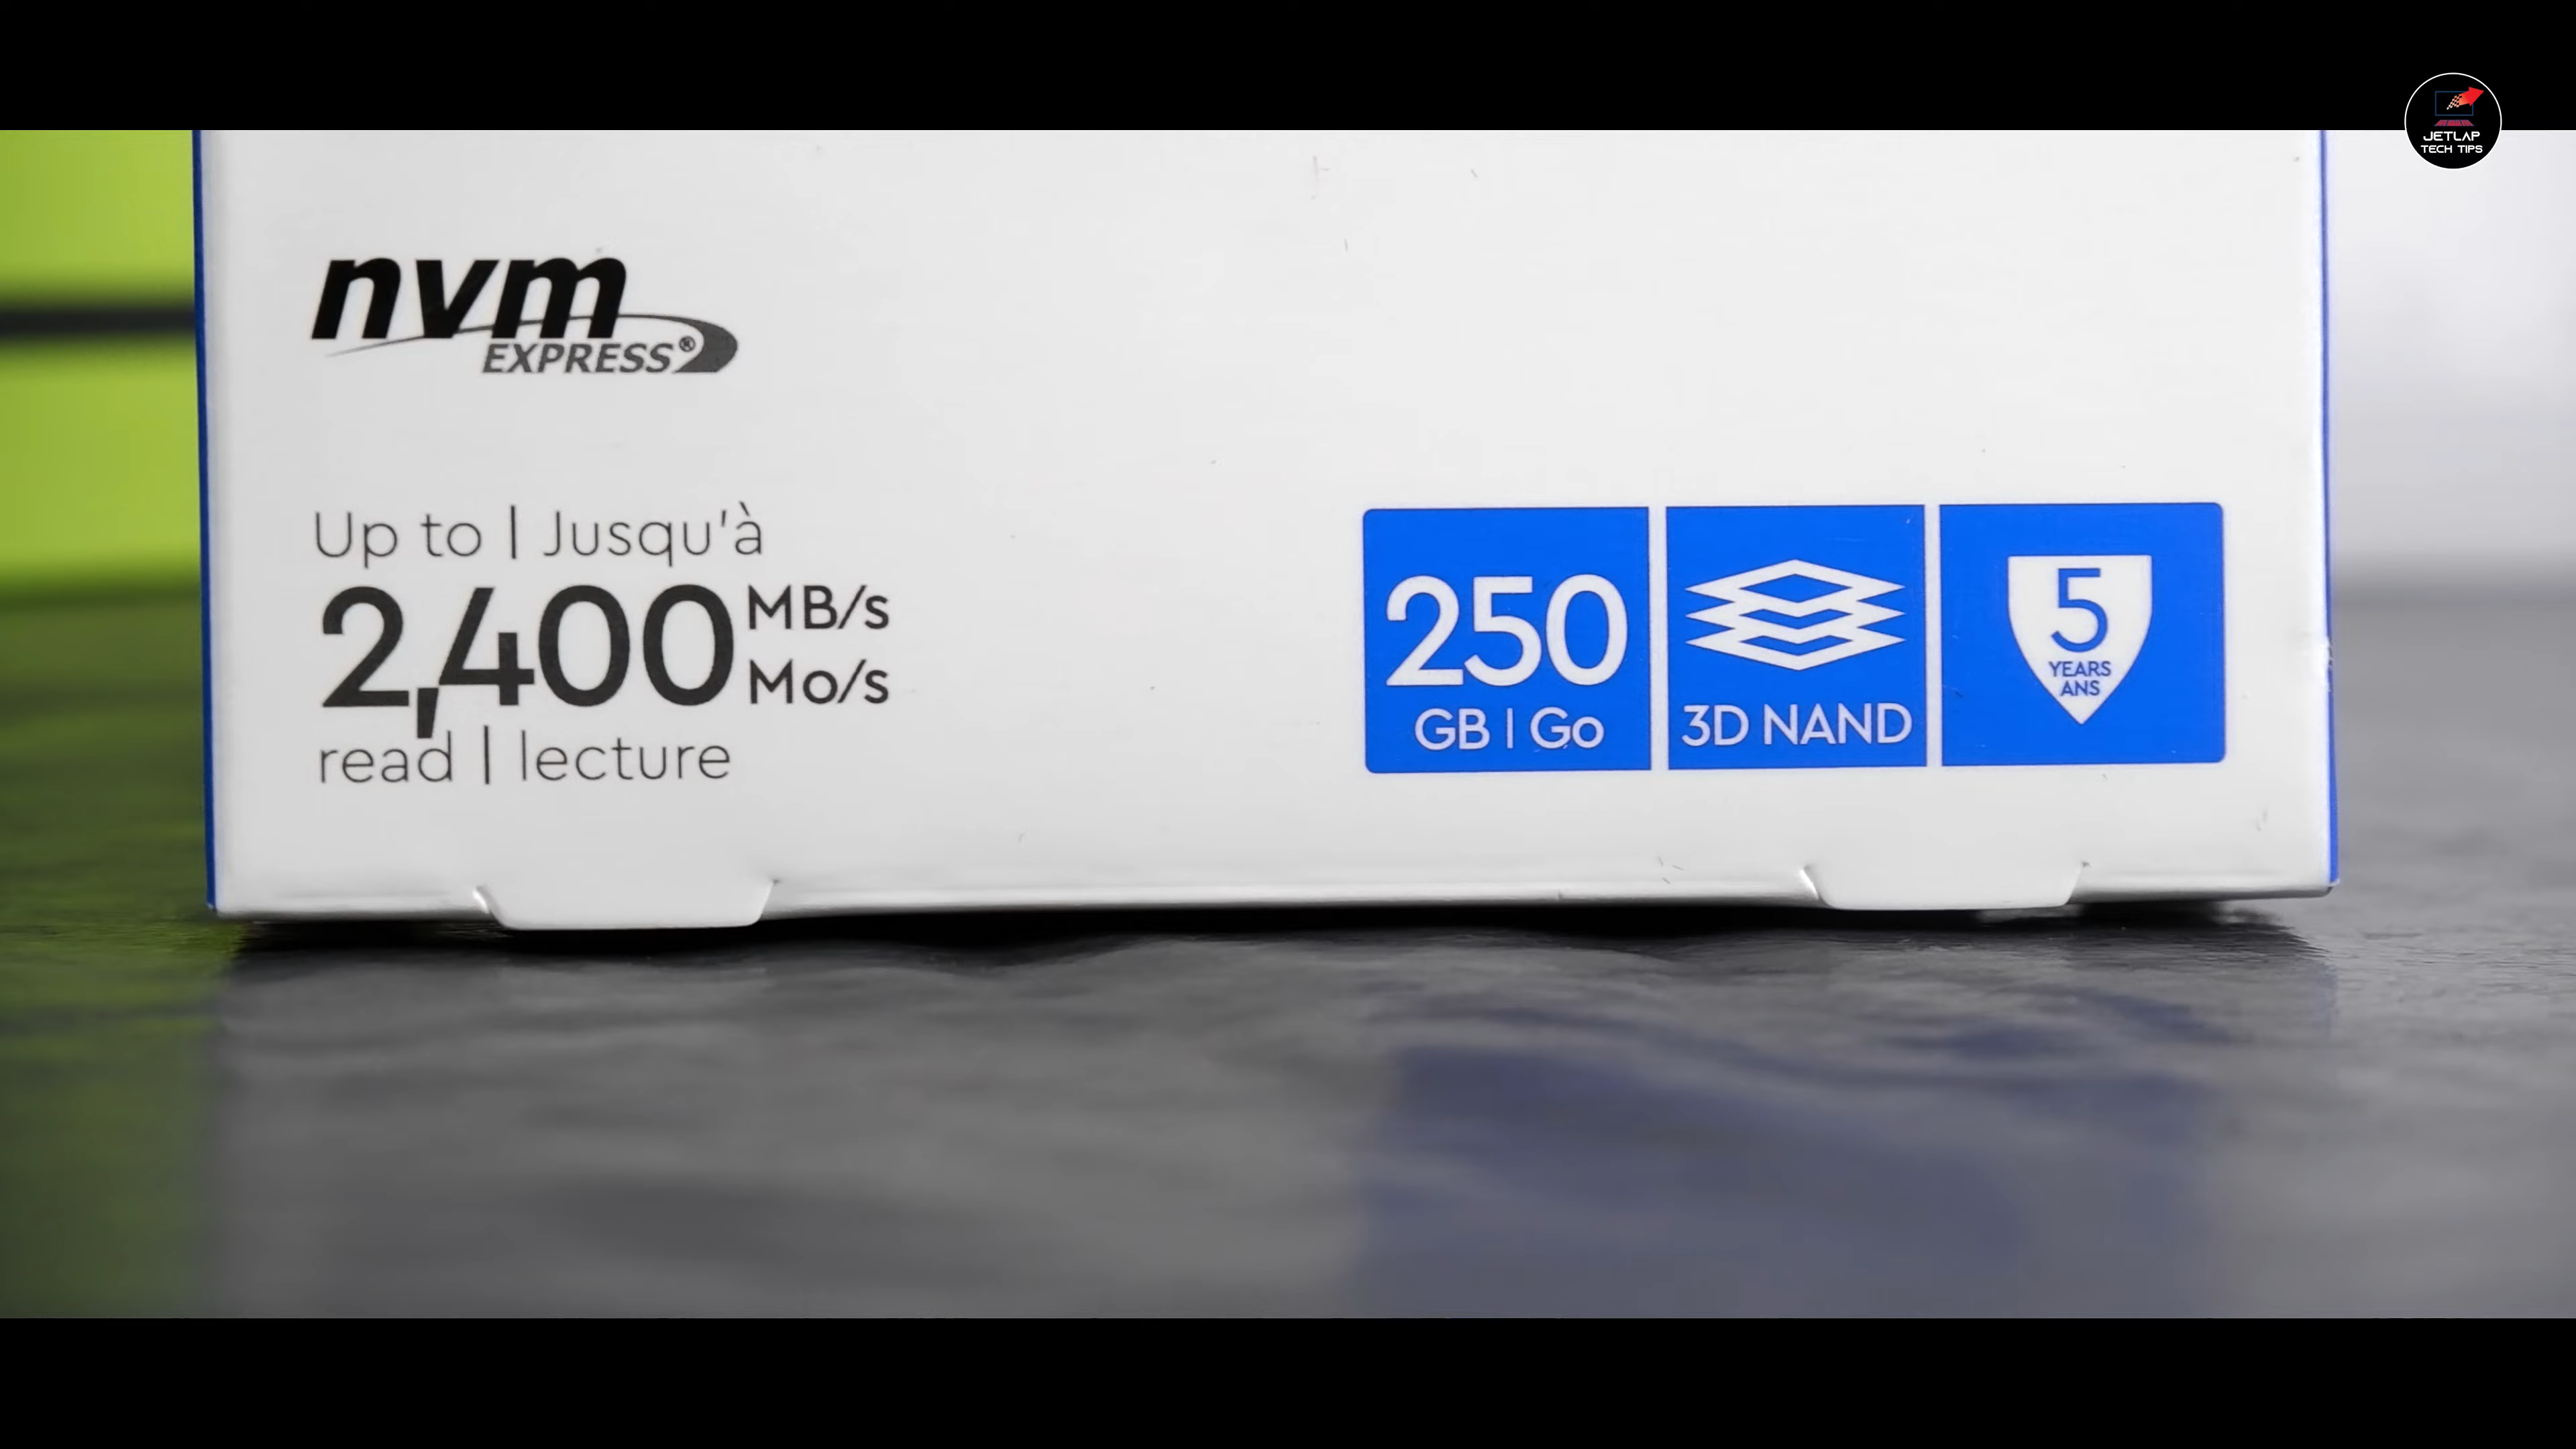 JETLAP
TECH TIPS
nvm
EXPRESS®
Up to | Jusqu'à
2,400 MB/s
Mo/s
read | lecture
250
GB | Go
3D NAND
5
YEARS
ANS